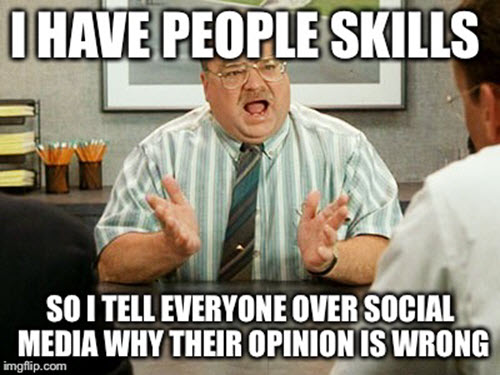 I HAVE PEOPLE SKILLS
SO I TELL EVERYONE OVER SOCIAL
MEDIA WHY THEIR OPINION IS WRONG
imgflip.com